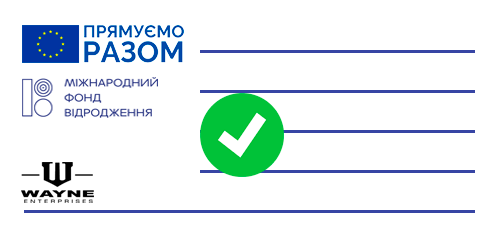 ПРЯМУЄМО
РАЗОМ
МІЖНАРОДНИЙ
ФОНД
ВІДРОДЖЕННЯ
WAYNE
ENTERPRISES